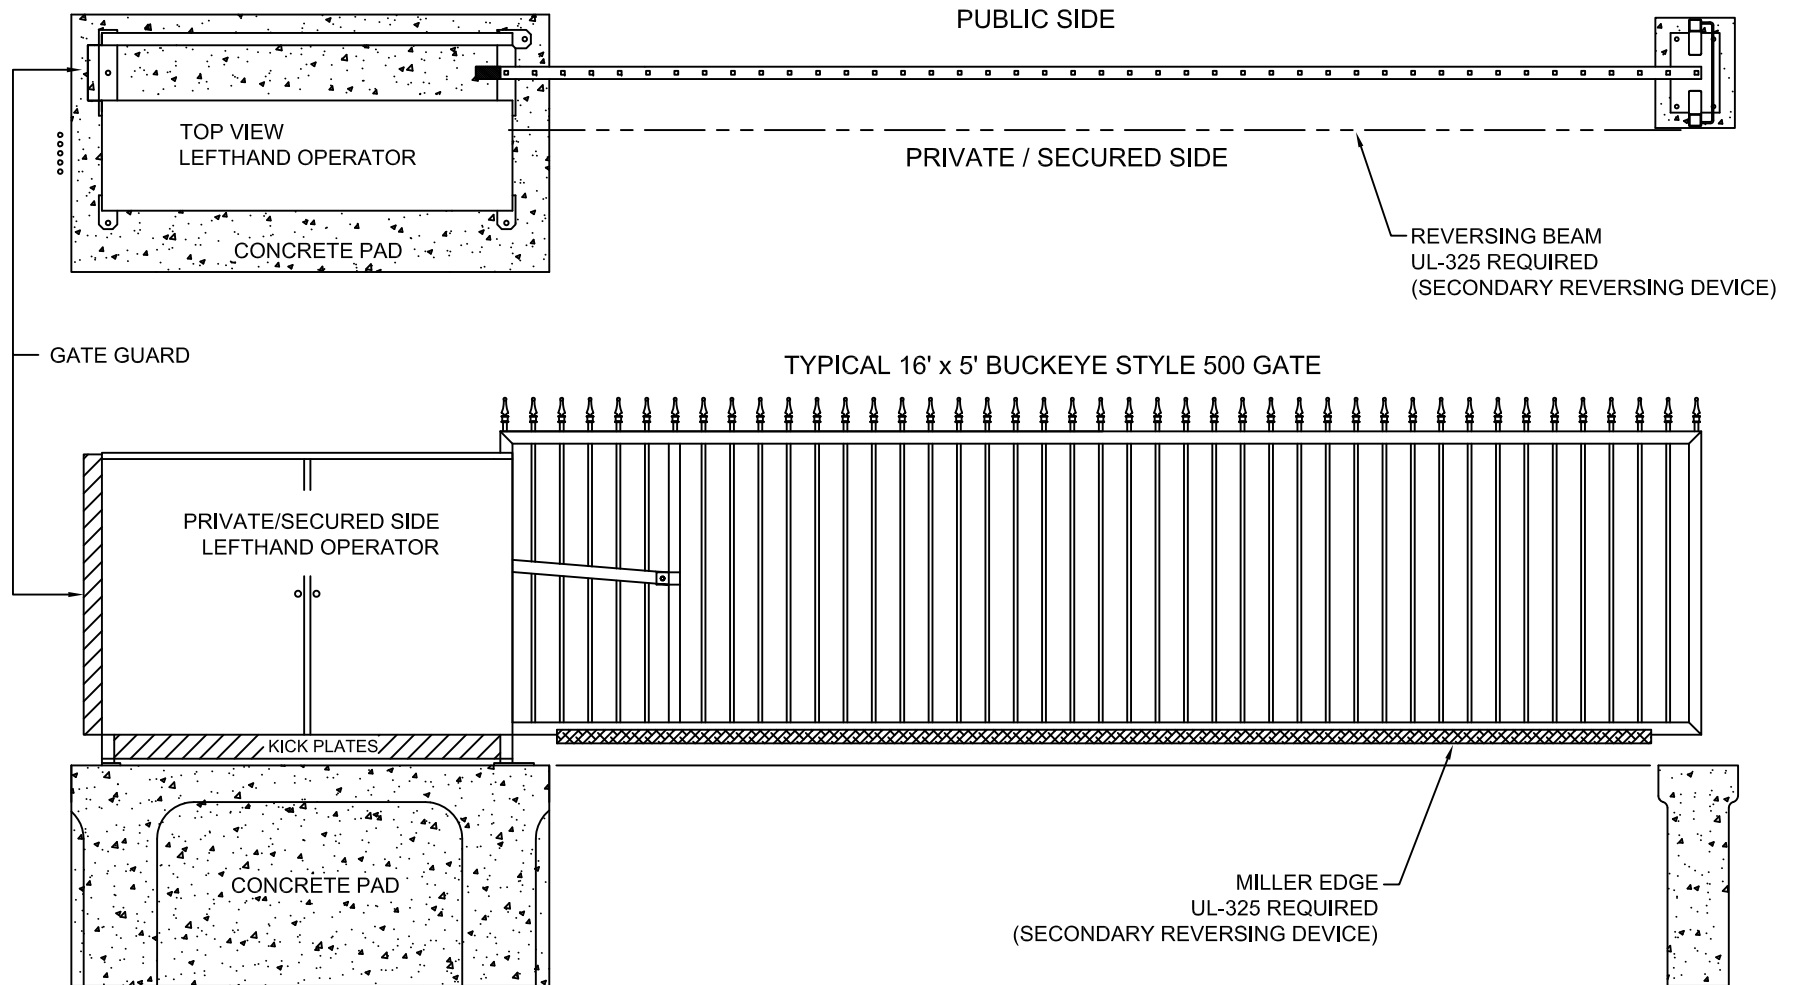 PUBLIC SIDE
TOP VIEW
LEFTHAND OPERATOR
PRIVATE / SECURED SIDE
CONCRETE PAD
REVERSING BEAM
UL-325 REQUIRED
(SECONDARY REVERSING DEVICE)
GATE GUARD
TYPICAL 16' x 5' BUCKEYE STYLE 500 GATE
PRIVATE/SECURED SIDE
LEFTHAND OPERATOR
KICK PLATES
CONCRETE PAD
MILLER EDGE
UL-325 REQUIRED
(SECONDARY REVERSING DEVICE)